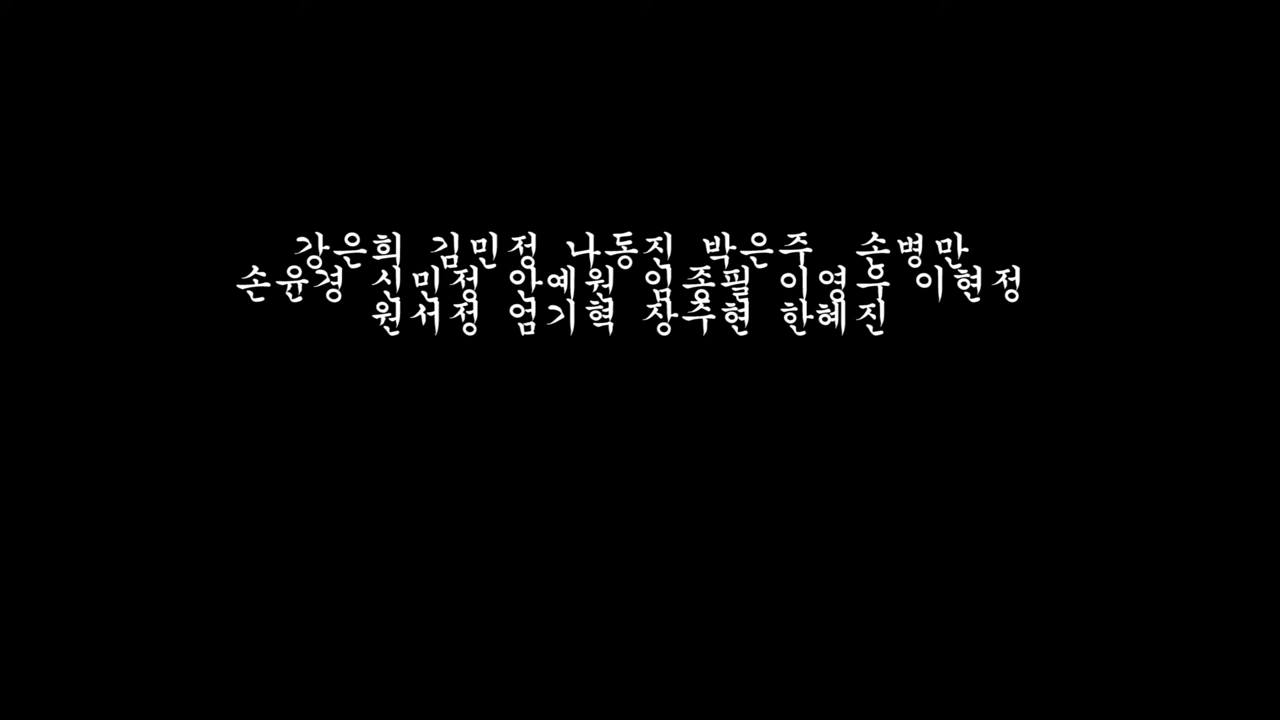 강은희 김민정 나동진 박은주 손병만
손윤경 신민정 안예원 임종필 이영우 이현정
원서정 엄기혁 장주현 한혜진